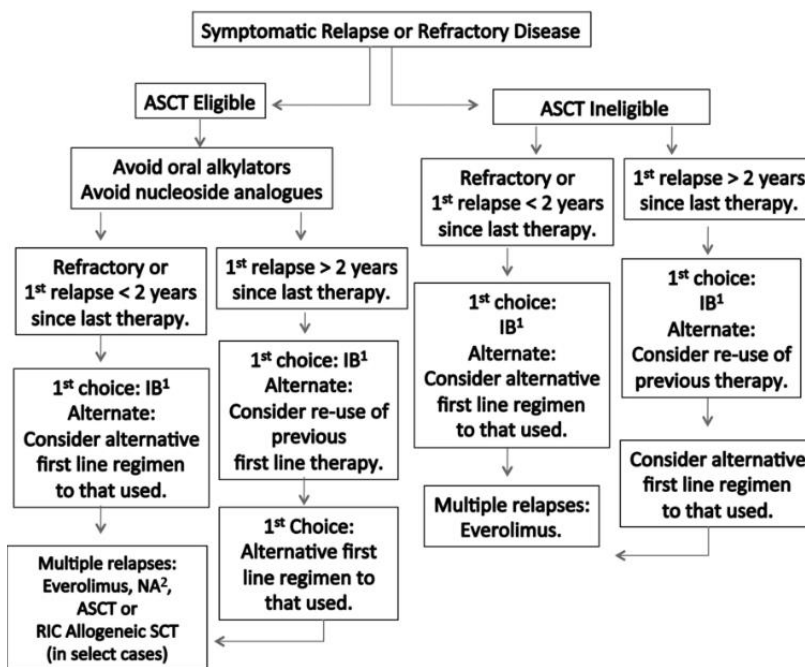 Symptomatic Relapse or Refractory Disease
ASCT Eligible
ASCT Ineligible
Avoid oral alkylators
Avoid nucleoside analogues
Refractory or
1st relapse < 2 years
since last therapy.
1st relapse > 2 years
since last therapy.
Refractory or
1st relapse < 2 years
since last therapy.
1st relapse > 2 years
since last therapy.
1st choice: IB1
Alternate:
Consider alternative
first line regimen
to that used.
1st choice: IB1
Alternate:
Consider re-use of
previous
first line therapy.
1st choice:
IB1
Alternate:
Consider alternative
first line regimen
to that used.
1st choice:
IB1
Alternate:
Consider re-use of
previous therapy.
Multiple relapses:
Everolimus, NA2,
ASCT or
RIC Allogeneic SCT
(in select cases)
1st Choice:
Alternative first
line regimen to
that used.
Multiple relapses:
Everolimus.
Consider alternative
first line regimen
to that used.